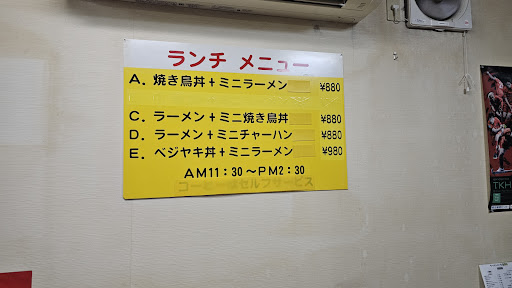 ランチ メニュー
A. 焼き鳥丼+ミニラーメン ¥880
C. ラーメン+ミニ焼き鳥丼 ¥880
D. ラーメン+ミニチャーハン ¥880
E. ベジヤキ丼+ミニラーメン ¥980
AM11:30～PM2:30
TKH